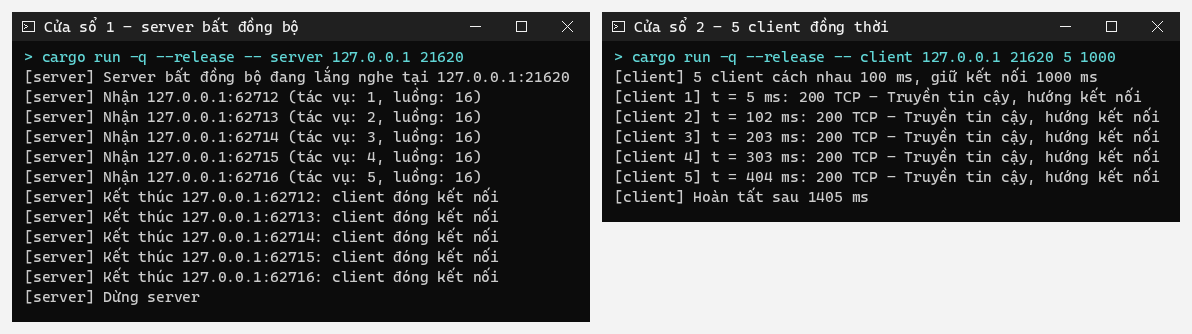 Cửa sổ 1 – server bất đồng bộ
> cargo run -q --release -- server 127.0.0.1 21620
[server] Server bất đồng bộ đang lắng nghe tại 127.0.0.1:21620
[server] Nhận 127.0.0.1:62712 (tác vụ: 1, luồng: 16)
[server] Nhận 127.0.0.1:62713 (tác vụ: 2, luồng: 16)
[server] Nhận 127.0.0.1:62714 (tác vụ: 3, luồng: 16)
[server] Nhận 127.0.0.1:62715 (tác vụ: 4, luồng: 16)
[server] Nhận 127.0.0.1:62716 (tác vụ: 5, luồng: 16)
[server] Kết thúc 127.0.0.1:62712: client đóng kết nối
[server] Kết thúc 127.0.0.1:62713: client đóng kết nối
[server] Kết thúc 127.0.0.1:62714: client đóng kết nối
[server] Kết thúc 127.0.0.1:62715: client đóng kết nối
[server] Kết thúc 127.0.0.1:62716: client đóng kết nối
[server] Dừng server
Cửa sổ 2 – 5 client đồng thời
> cargo run -q --release -- client 127.0.0.1 21620 5 1000
[client] 5 client cách nhau 100 ms, giữ kết nối 1000 ms
[client 1] t = 5 ms: 200 TCP – Truyền tin cậy, hướng kết nối
[client 2] t = 102 ms: 200 TCP – Truyền tin cậy, hướng kết nối
[client 3] t = 203 ms: 200 TCP – Truyền tin cậy, hướng kết nối
[client 4] t = 303 ms: 200 TCP – Truyền tin cậy, hướng kết nối
[client 5] t = 404 ms: 200 TCP – Truyền tin cậy, hướng kết nối
[client] Hoàn tất sau 1405 ms